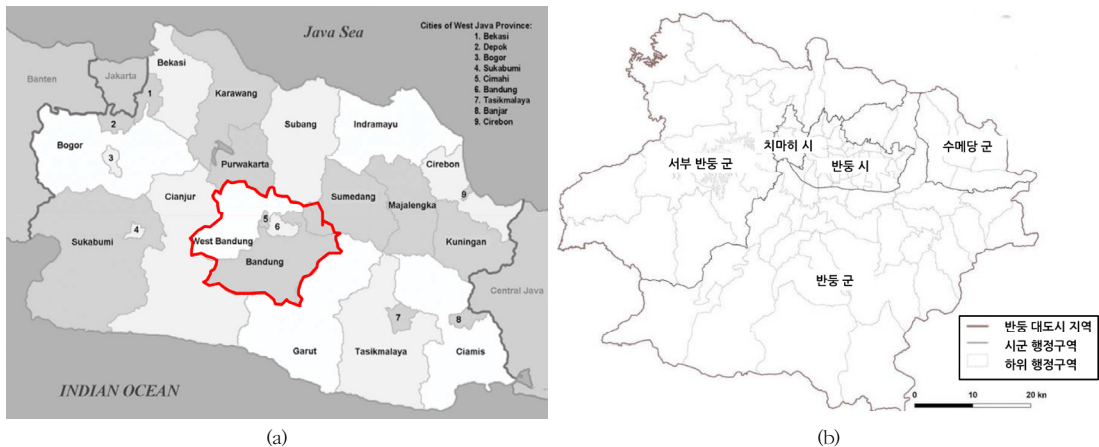 Java Sea
Cities of West Java Province:
1. Bekasi
2. Depok
3. Bogor
4. Sukabumi
5. Cimahi
6. Bandung
7. Tasikmalaya
8. Banjar
9. Cirebon
Banten
Jakarta
Bekasi
1
2
Karawang
Subang
Indramayu
Bogor
3
Purwakarta
Cirebon
9
Cianjur
Sumedang
Majalengka
Sukabumi
4
5
6
West Bandung
Bandung
Kuningan
Central Java
7
8
Garut
Tasikmalaya
Ciamis
INDIAN OCEAN
(a)
서부 반둥 군
치마히 시
반둥 시
수메당 군
반둥 군
반둥 대도시 지역
시군 행정구역
하위 행정구역
0 10 20 kn
(b)